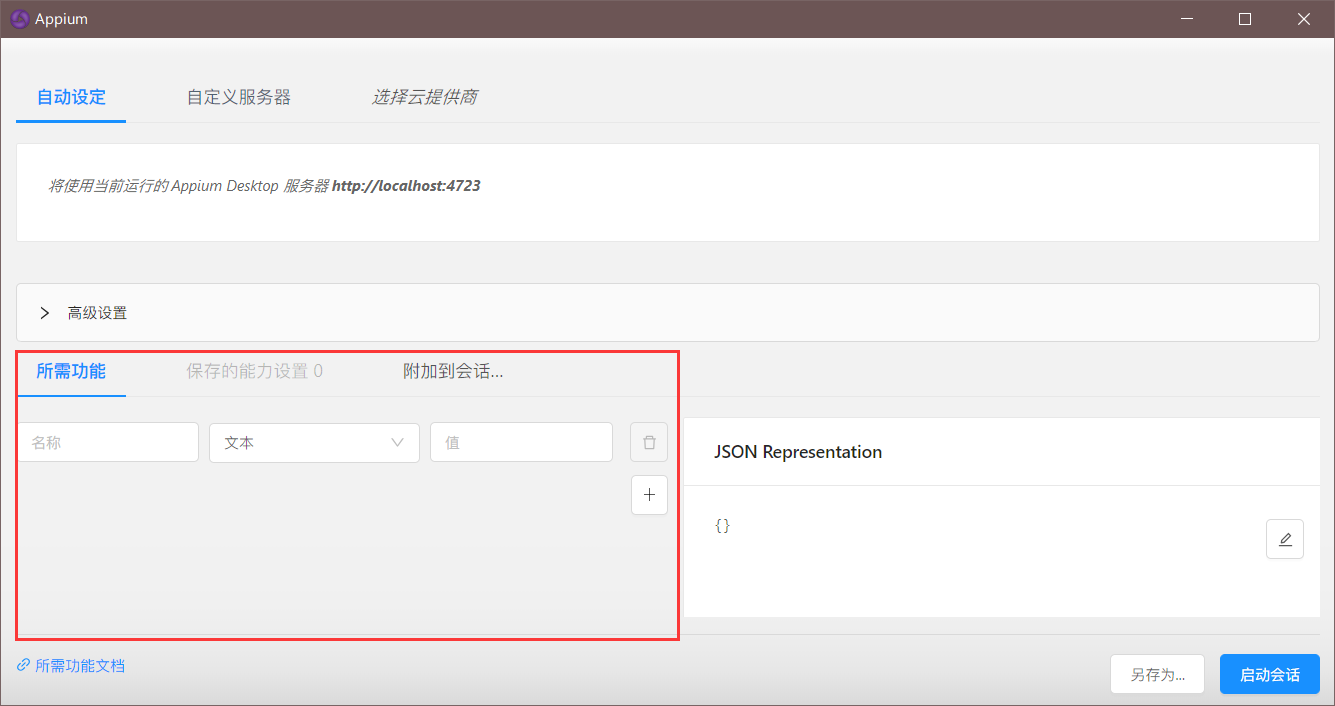 Appium
自动设定 自定义服务器 选择云提供商
将使用当前运行的 Appium Desktop 服务器 http://localhost:4723
高级设置
所需功能 保存的能力设置 0 附加到会话...
名称 文本 值
JSON Representation
{}
所需功能文档 另存为... 启动会话